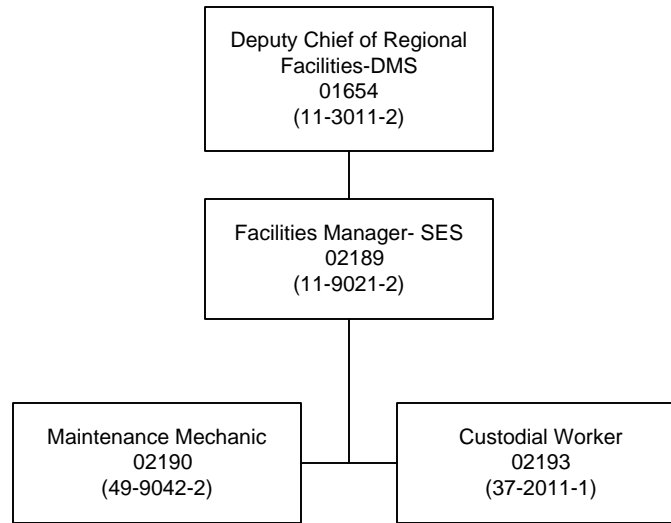 Deputy Chief of Regional
Facilities-DMS
01654
(11-3011-2)
Facilities Manager- SES
02189
(11-9021-2)
Maintenance Mechanic
02190
(49-9042-2)
Custodial Worker
02193
(37-2011-1)